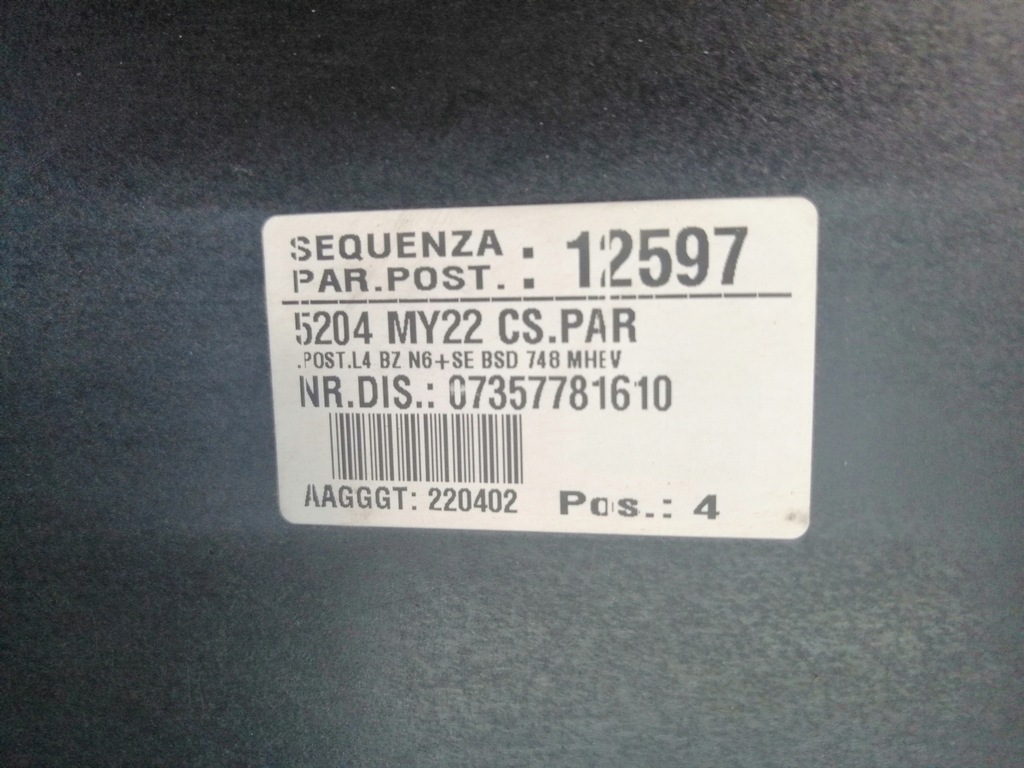 SEQUENZA
PAR.POST. : 12597
5204 MY22 CS.PAR
.POST.L4 BZ N6+SE BSD 748 MHEV
NR.DIS.: 07357781610
AAGGGT: 220402 Pos.: 4